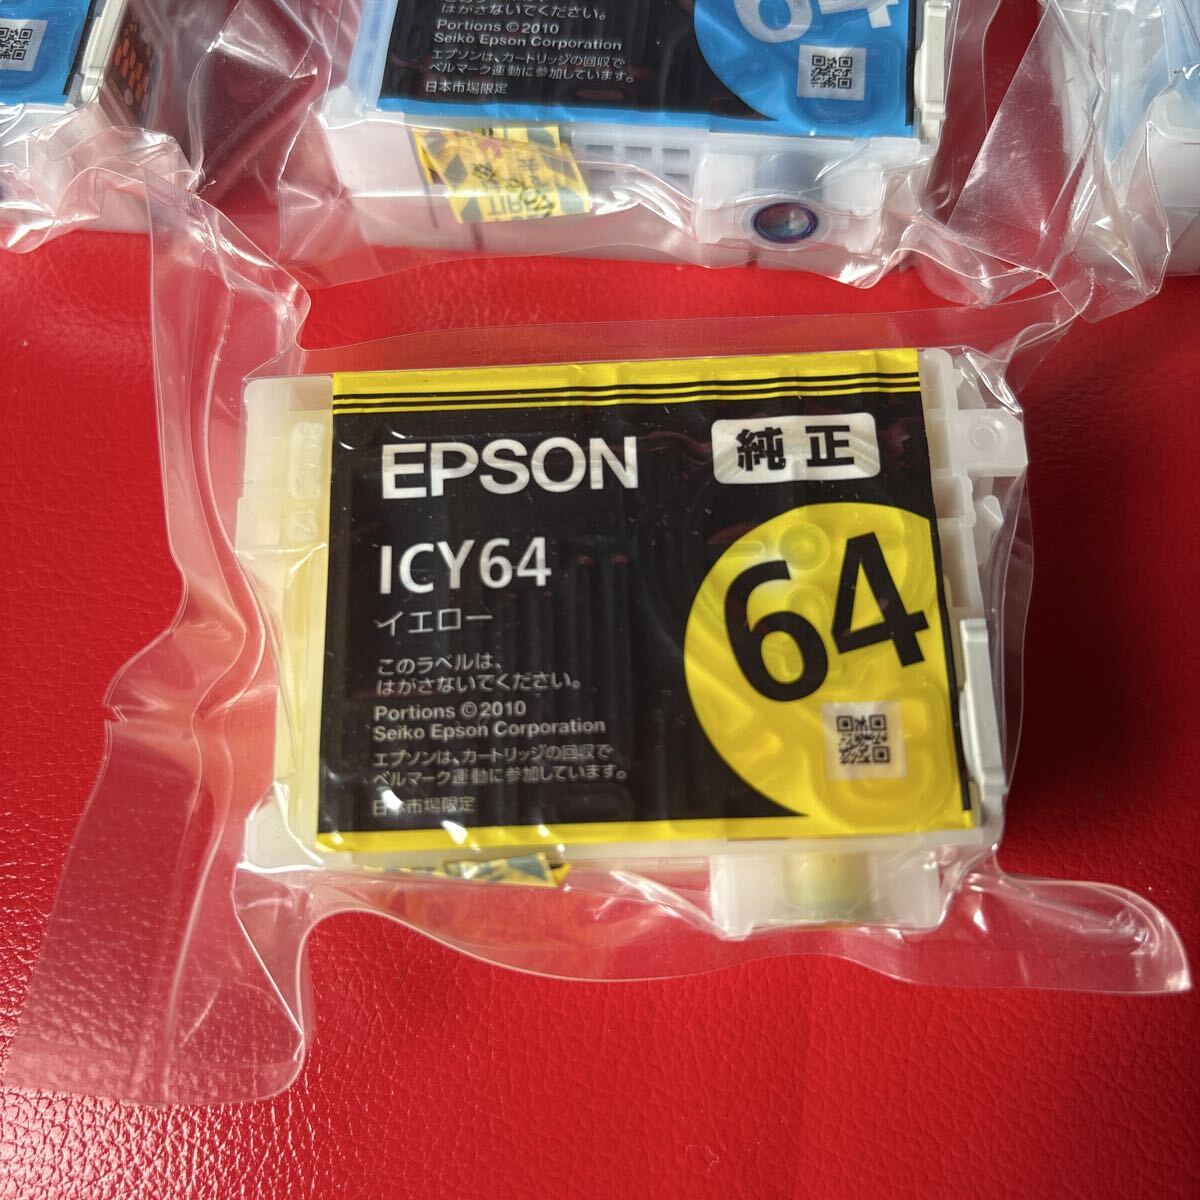 はがさないでください。
Portions ©2010
Seiko Epson Corporation
エプソンは、カートリッジの回収で
ベルマーク運動に参加しています。
日本市場限定
64
EPSON
純正
ICY64
イエロー
64
このラベルは、
はがさないでください。
Portions ©2010
Seiko Epson Corporation
エプソンは、カートリッジの回収で
ベルマーク運動に参加しています。
日本市場限定